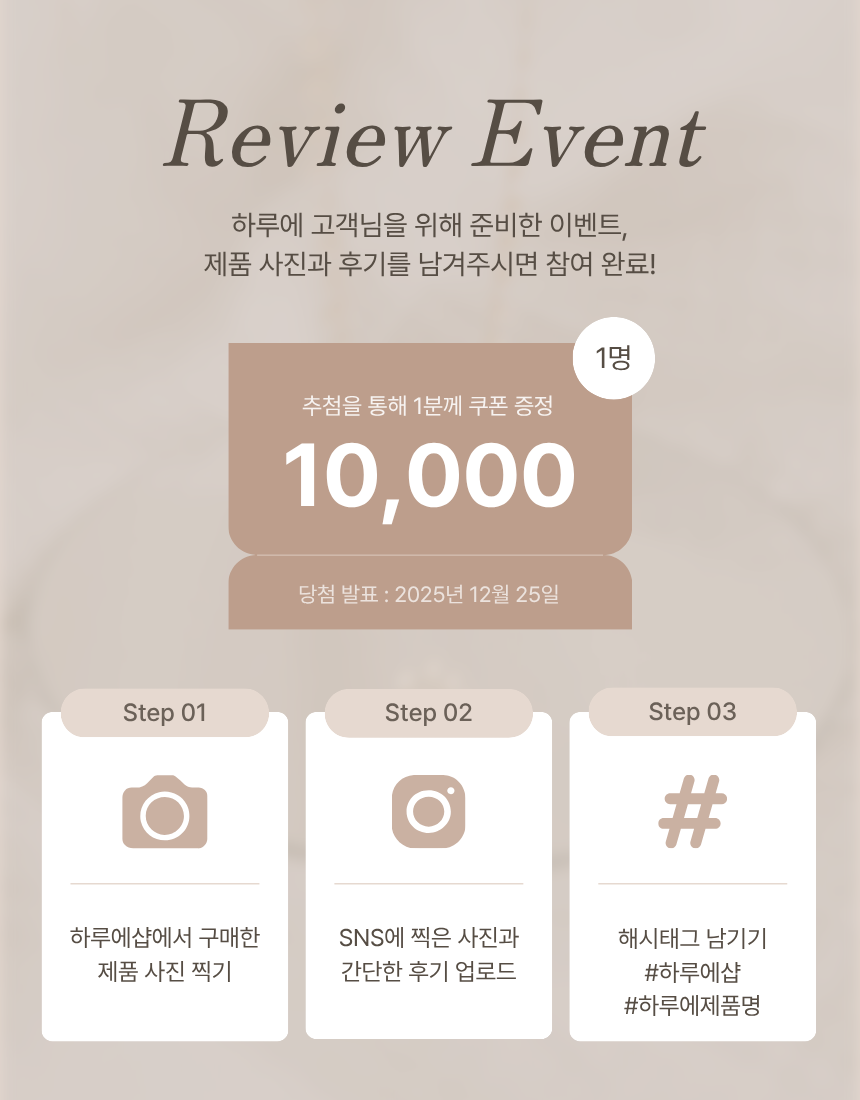 Review Event
하루에 고객님을 위해 준비한 이벤트,
제품 사진과 후기를 남겨주시면 참여 완료!
1명
추첨을 통해 1분께 쿠폰 증정
10,000
당첨 발표 : 2025년 12월 25일
Step 01
하루에샵에서 구매한
제품 사진 찍기
Step 02
SNS에 찍은 사진과
간단한 후기 업로드
Step 03
#
해시태그 남기기
#하루에샵
#하루에제품명